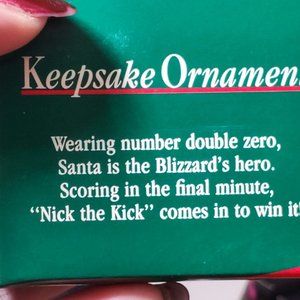 Keepsake Ornamen
Wearing number double zero,
Santa is the Blizzard's hero.
Scoring in the final minute,
"Nick the Kick" comes in to win it!